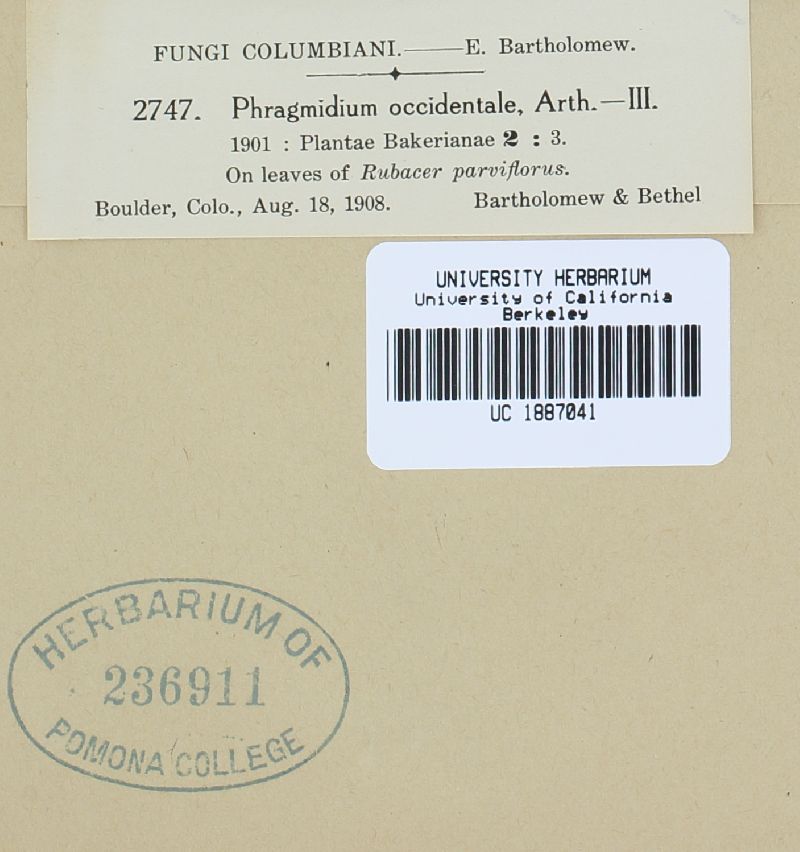 FUNGI COLUMBIANI.——E. Bartholomew.
2747. Phragmidium occidentale, Arth.—III.
1901 : Plantae Bakerianae 2 : 3.
On leaves of Rubacer parviflorus.
Boulder, Colo., Aug. 18, 1908. Bartholomew & Bethel
UNIVERSITY HERBARIUM
University of California
Berkeley
UC 1887041
HERBARIUM OF
236911
POMONA COLLEGE